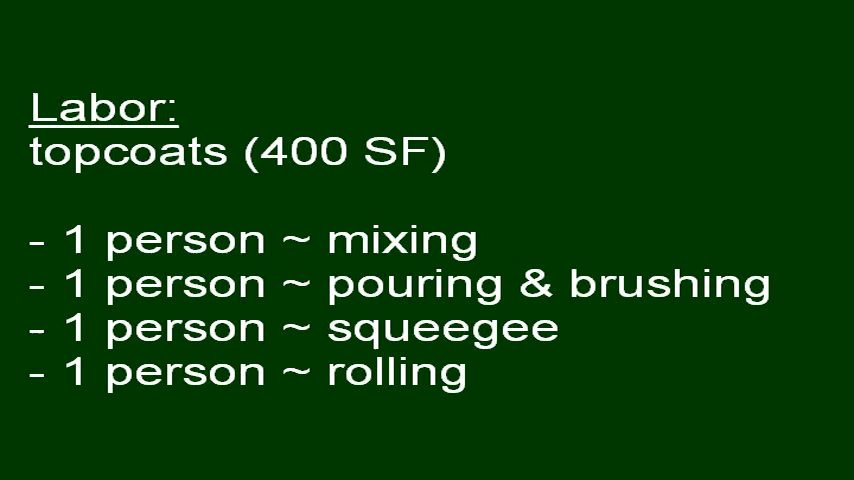 Labor:
topcoats (400 SF)
- 1 person ~ mixing
- 1 person ~ pouring & brushing
- 1 person ~ squeegee
- 1 person ~ rolling